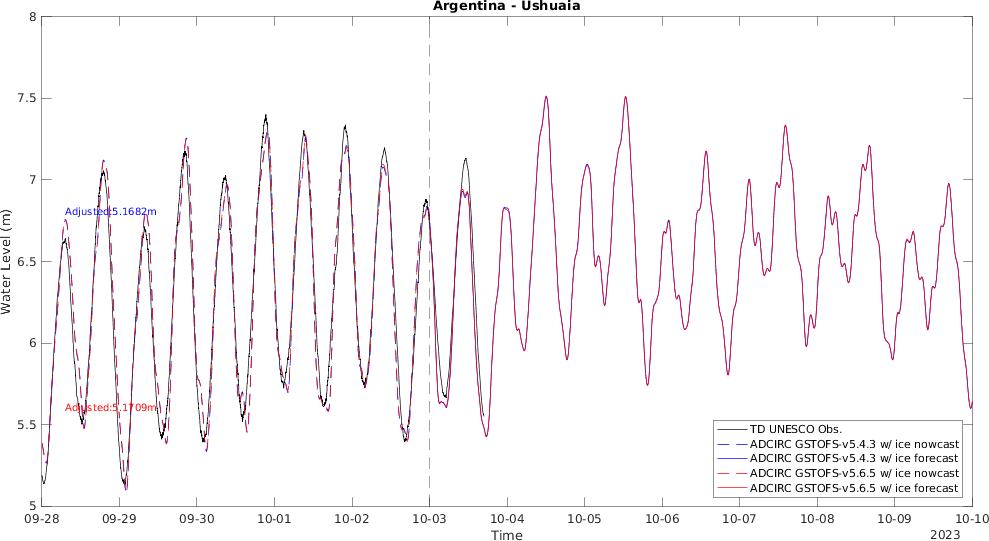 Argentina - Ushuaia
8
7.5
7
6.5
6
5.5
5
Water Level (m)
Adjusted:5.1682m
Adjusted:5.1709m
TD UNESCO Obs.
ADCIRC GSTOFS-v5.4.3 w/ ice nowcast
ADCIRC GSTOFS-v5.4.3 w/ ice forecast
ADCIRC GSTOFS-v5.6.5 w/ ice nowcast
ADCIRC GSTOFS-v5.6.5 w/ ice forecast
09-28 09-29 09-30 10-01 10-02 10-03 10-04 10-05 10-06 10-07 10-08 10-09 10-10
Time
2023